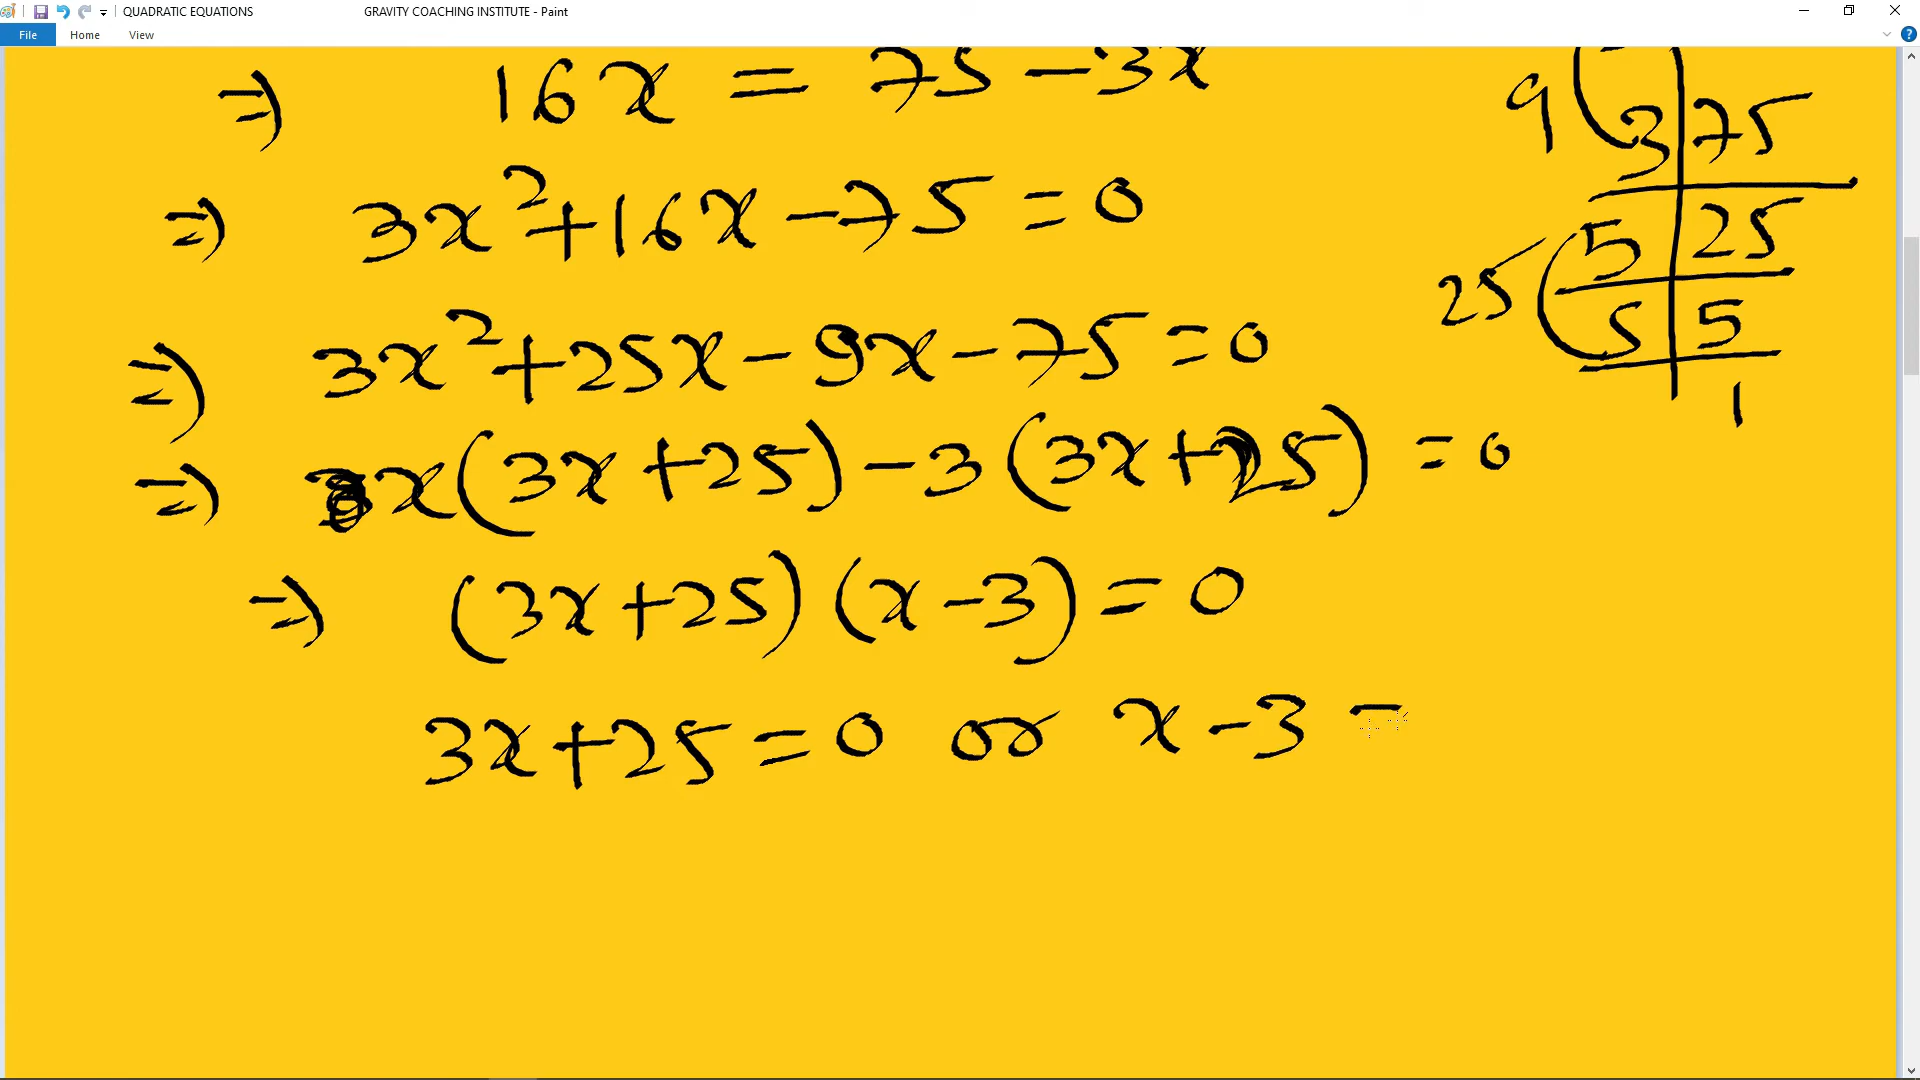 QUADRATIC EQUATIONS GRAVITY COACHING INSTITUTE - Paint
File Home View
⇒ 16x = 75 - 3x
⇒ 3x²+16x-75=0
⇒ 3x²+25x-9x-75=0
⇒ x(3x+25)-3(3x+25)=0
⇒ (3x+25)(x-3)=0
3x+25=0 or x-3
9 3 75
25 5 25
5 5
1